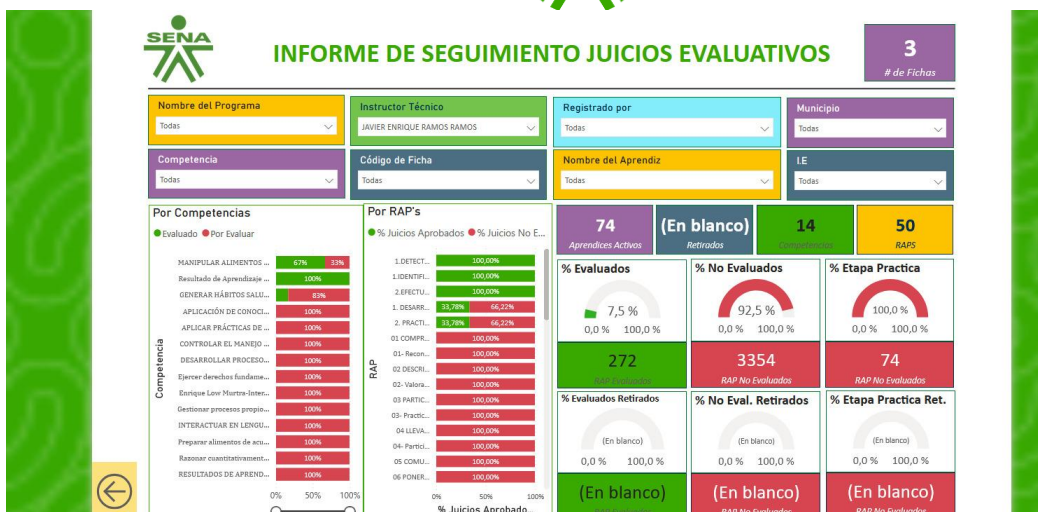 SENA
INFORME DE SEGUIMIENTO JUICIOS EVALUATIVOS
3
# de Fichas
Nombre del Programa
Todas
Instructor Técnico
JAVIER ENRIQUE RAMOS RAMOS
Registrado por
Todas
Municipio
Todas
Competencia
Todas
Código de Ficha
Todas
Nombre del Aprendiz
Todas
I.E
Todas
Por Competencias
Evaluado Por Evaluar
Competencia
MANIPULAR ALIMENTOS ... 67% 33%
Resultado de Aprendizaje ... 100%
GENERAR HÁBITOS SALU... 83%
APLICACIÓN DE CONOCI... 100%
APLICAR PRÁCTICAS DE ... 100%
CONTROLAR EL MANEJO ... 100%
DESARROLLAR PROCESO... 100%
Ejercer derechos fundame... 100%
Enrique Low Murtra-Inter... 100%
Gestionar procesos propio... 100%
INTERACTUAR EN LENGU... 100%
Preparar alimentos de acu... 100%
Razonar cuantitativament... 100%
RESULTADOS DE APREND... 100%
0% 50% 100%
Por RAP's
% Juicios Aprobados % Juicios No E...
RAP
1.DETECT... 100,00%
1.IDENTIFI... 100,00%
2.EFECTU... 100,00%
1. DESARR... 33,78% 66,22%
2. PRACTI... 33,78% 66,22%
01 COMPR... 100,00%
01- Recon... 100,00%
02 DESCRI... 100,00%
02- Valora... 100,00%
03 PARTIC... 100,00%
03- Practic... 100,00%
04 LLEVA... 100,00%
04- Partici... 100,00%
05 COMU... 100,00%
06 PONER... 100,00%
0% 50% 100%
% Juicios Aprobado...
74
Aprendices Activos
(En blanco)
Retirados
14
Competencias
50
RAPS
% Evaluados
7,5 %
0,0 % 100,0 %
% No Evaluados
92,5 %
0,0 % 100,0 %
% Etapa Practica
100,0 %
0,0 % 100,0 %
272
RAP Evaluados
3354
RAP No Evaluados
74
RAP No Evaluados
% Evaluados Retirados
(En blanco)
0,0 % 100,0 %
% No Eval. Retirados
(En blanco)
0,0 % 100,0 %
% Etapa Practica Ret.
(En blanco)
0,0 % 100,0 %
(En blanco)
(En blanco)
RAP No Evaluados
(En blanco)
RAP No Evaluados